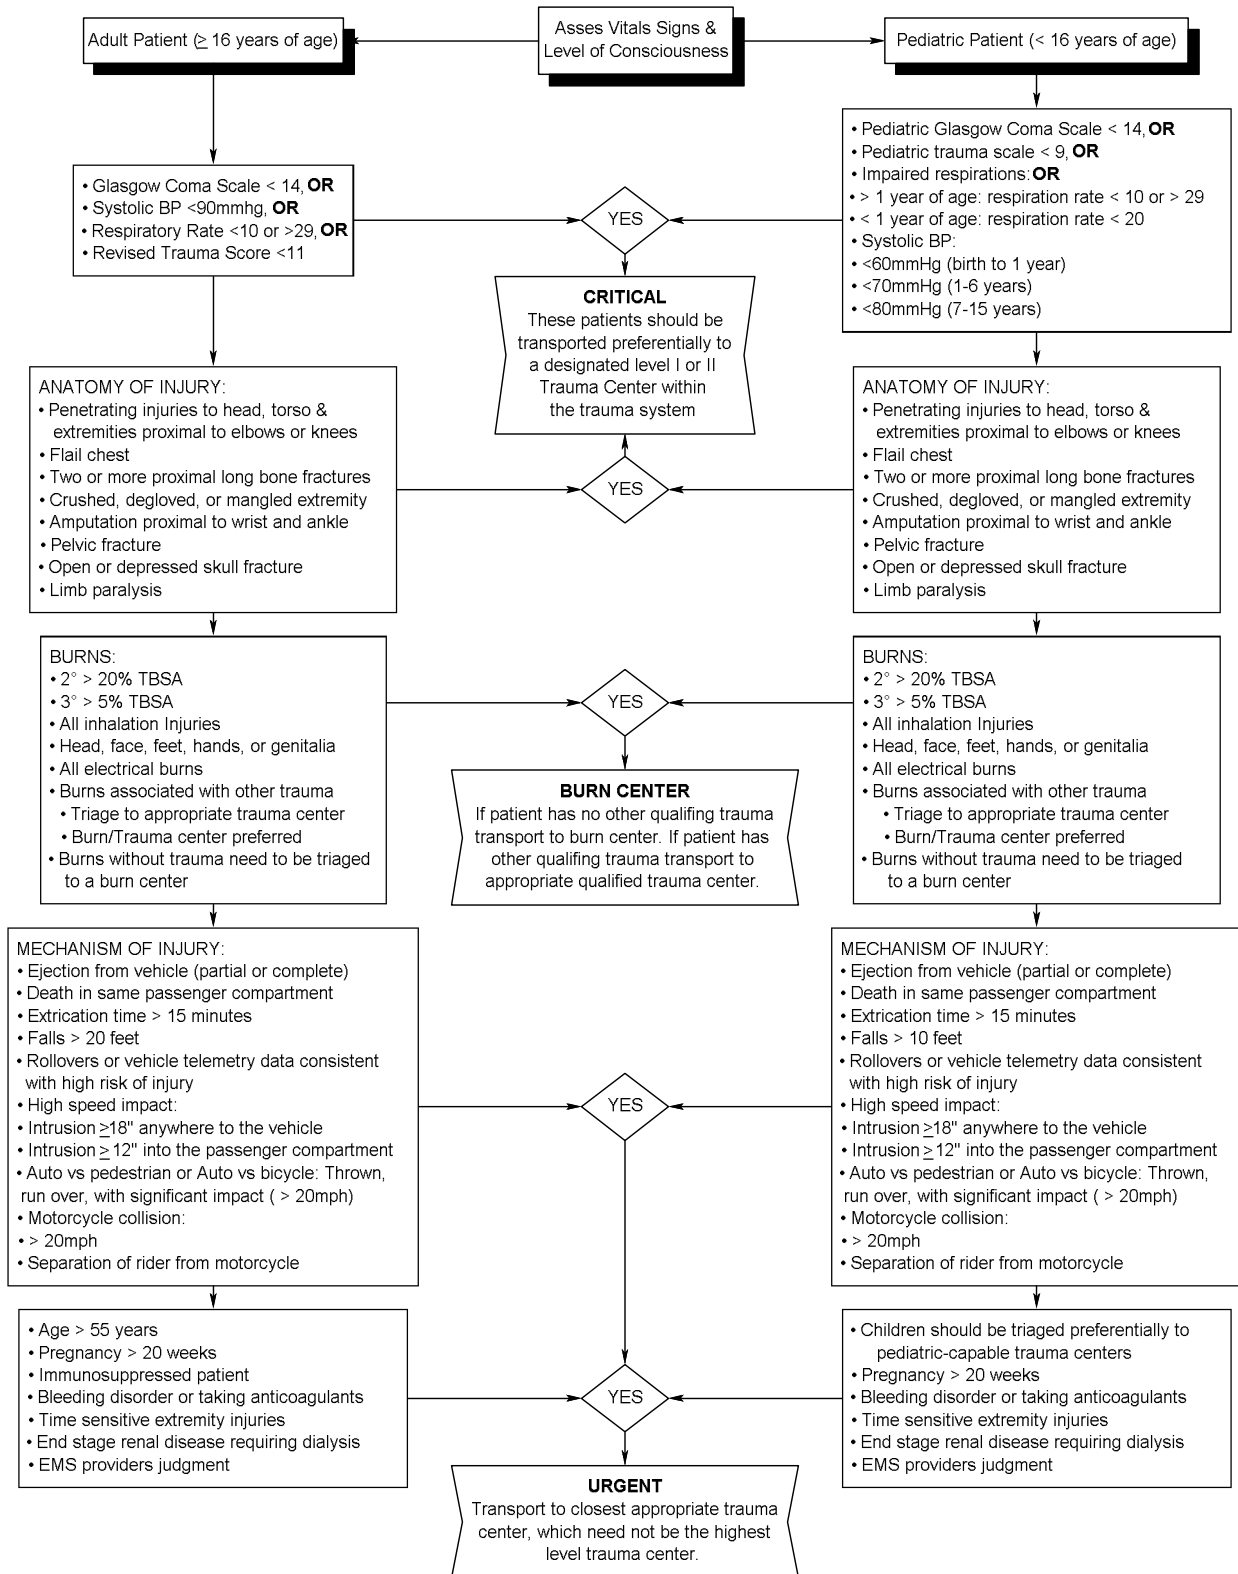 Asses Vitals Signs &
Level of Consciousness
Adult Patient (≥ 16 years of age)
Pediatric Patient (< 16 years of age)
• Glasgow Coma Scale < 14, OR
• Systolic BP <90mmhg, OR
• Respiratory Rate <10 or >29, OR
• Revised Trauma Score <11
YES
• Pediatric Glasgow Coma Scale < 14, OR
• Pediatric trauma scale < 9, OR
• Impaired respirations: OR
• > 1 year of age: respiration rate < 10 or > 29
• < 1 year of age: respiration rate < 20
• Systolic BP:
• <60mmHg (birth to 1 year)
• <70mmHg (1-6 years)
• <80mmHg (7-15 years)
CRITICAL
These patients should be
transported preferentially to
a designated level I or II
Trauma Center within
the trauma system
ANATOMY OF INJURY:
• Penetrating injuries to head, torso &
extremities proximal to elbows or knees
• Flail chest
• Two or more proximal long bone fractures
• Crushed, degloved, or mangled extremity
• Amputation proximal to wrist and ankle
• Pelvic fracture
• Open or depressed skull fracture
• Limb paralysis
YES
ANATOMY OF INJURY:
• Penetrating injuries to head, torso &
extremities proximal to elbows or knees
• Flail chest
• Two or more proximal long bone fractures
• Crushed, degloved, or mangled extremity
• Amputation proximal to wrist and ankle
• Pelvic fracture
• Open or depressed skull fracture
• Limb paralysis
BURNS:
• 2° > 20% TBSA
• 3° > 5% TBSA
• All inhalation Injuries
• Head, face, feet, hands, or genitalia
• All electrical burns
• Burns associated with other trauma
• Triage to appropriate trauma center
• Burn/Trauma center preferred
• Burns without trauma need to be triaged
to a burn center
YES
BURNS:
• 2° > 20% TBSA
• 3° > 5% TBSA
• All inhalation Injuries
• Head, face, feet, hands, or genitalia
• All electrical burns
• Burns associated with other trauma
• Triage to appropriate trauma center
• Burn/Trauma center preferred
• Burns without trauma need to be triaged
to a burn center
BURN CENTER
If patient has no other qualifing trauma
transport to burn center. If patient has
other qualifing trauma transport to
appropriate qualified trauma center.
MECHANISM OF INJURY:
• Ejection from vehicle (partial or complete)
• Death in same passenger compartment
• Extrication time > 15 minutes
• Falls > 20 feet
• Rollovers or vehicle telemetry data consistent
with high risk of injury
• High speed impact:
• Intrusion ≥18" anywhere to the vehicle
• Intrusion ≥ 12" into the passenger compartment
• Auto vs pedestrian or Auto vs bicycle: Thrown,
run over, with significant impact ( > 20mph)
• Motorcycle collision:
• > 20mph
• Separation of rider from motorcycle
YES
MECHANISM OF INJURY:
• Ejection from vehicle (partial or complete)
• Death in same passenger compartment
• Extrication time > 15 minutes
• Falls > 10 feet
• Rollovers or vehicle telemetry data consistent
with high risk of injury
• High speed impact:
• Intrusion ≥18" anywhere to the vehicle
• Intrusion ≥ 12" into the passenger compartment
• Auto vs pedestrian or Auto vs bicycle: Thrown,
run over, with significant impact ( > 20mph)
• Motorcycle collision:
• > 20mph
• Separation of rider from motorcycle
• Age > 55 years
• Pregnancy > 20 weeks
• Immunosuppressed patient
• Bleeding disorder or taking anticoagulants
• Time sensitive extremity injuries
• End stage renal disease requiring dialysis
• EMS providers judgment
YES
• Children should be triaged preferentially to
pediatric-capable trauma centers
• Pregnancy > 20 weeks
• Bleeding disorder or taking anticoagulants
• Time sensitive extremity injuries
• End stage renal disease requiring dialysis
• EMS providers judgment
URGENT
Transport to closest appropriate trauma
center, which need not be the highest
level trauma center.